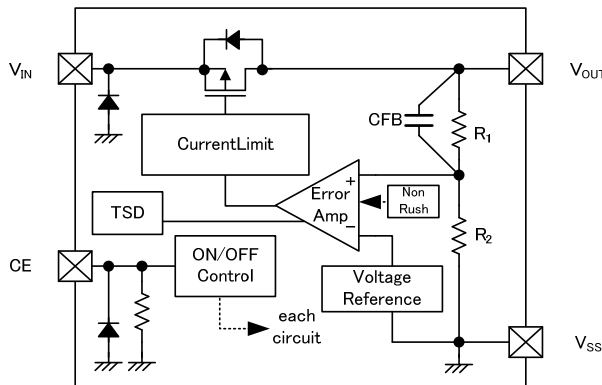 VIN
VOUT
CFB
R1
CurrentLimit
+
Error
Amp
−
Non
Rush
TSD
R2
CE
ON/OFF
Control
Voltage
Reference
each
circuit
VSS